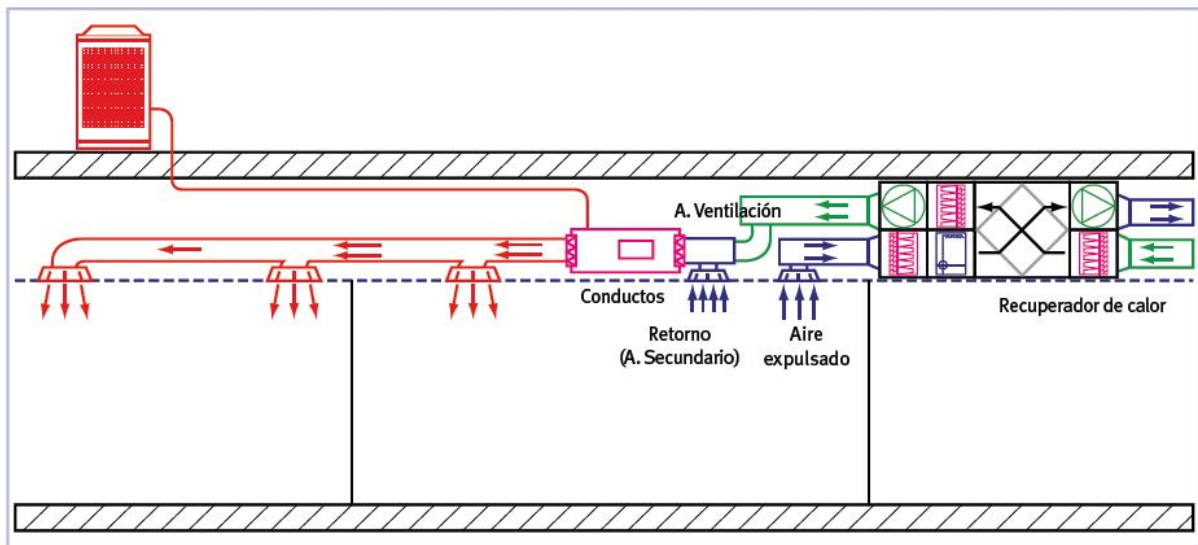 A. Ventilación
Conductos
Retorno
(A. Secundario)
Aire
expulsado
Recuperador de calor